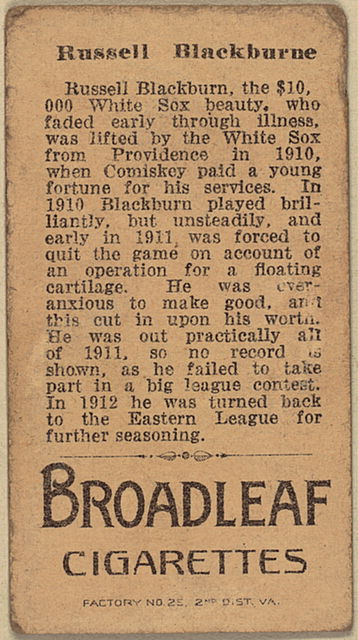 Russell Blackburne
Russell Blackburn, the $10,
000 White Sox beauty, who
faded early through illness,
was lifted by the White Sox
from Providence in 1910,
when Comiskey paid a young
fortune for his services. In
1910 Blackburn played bril-
liantly, but unsteadily, and
early in 1911, was forced to
quit the game on account of
an operation for a floating
cartilage. He was over-
anxious to make good, and
this cut in upon his worth.
He was out practically all
of 1911, so no record is
shown, as he failed to take
part in a big league contest.
In 1912 he was turned back
to the Eastern League for
further seasoning.
BROADLEAF
CIGARETTES
FACTORY NO. 25, 2ND DIST. VA.